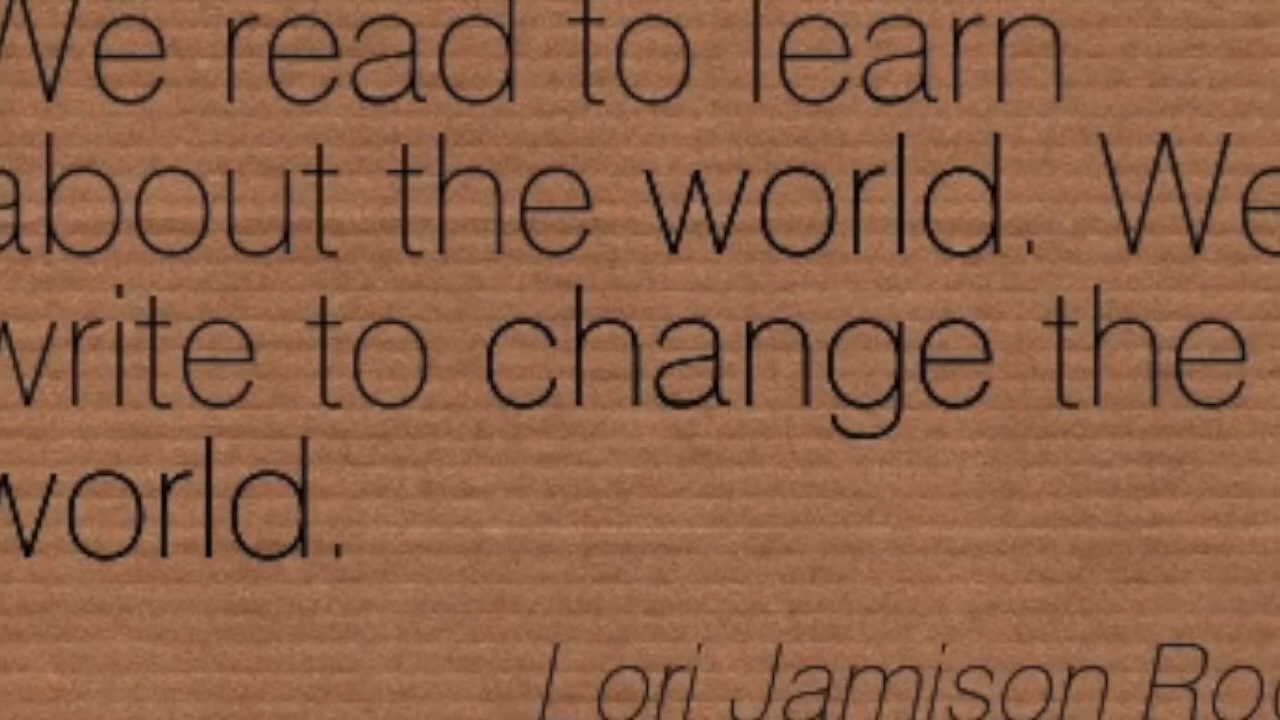 We read to learn
about the world. We
write to change the
world.
Lori Jamison